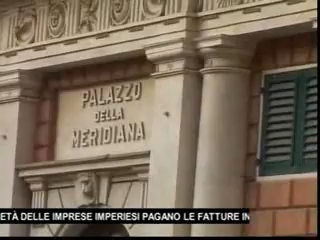 PALAZZO
DELLA
MERIDIANA
ETÀ DELLE IMPRESE IMPERIESI PAGANO LE FATTURE IN